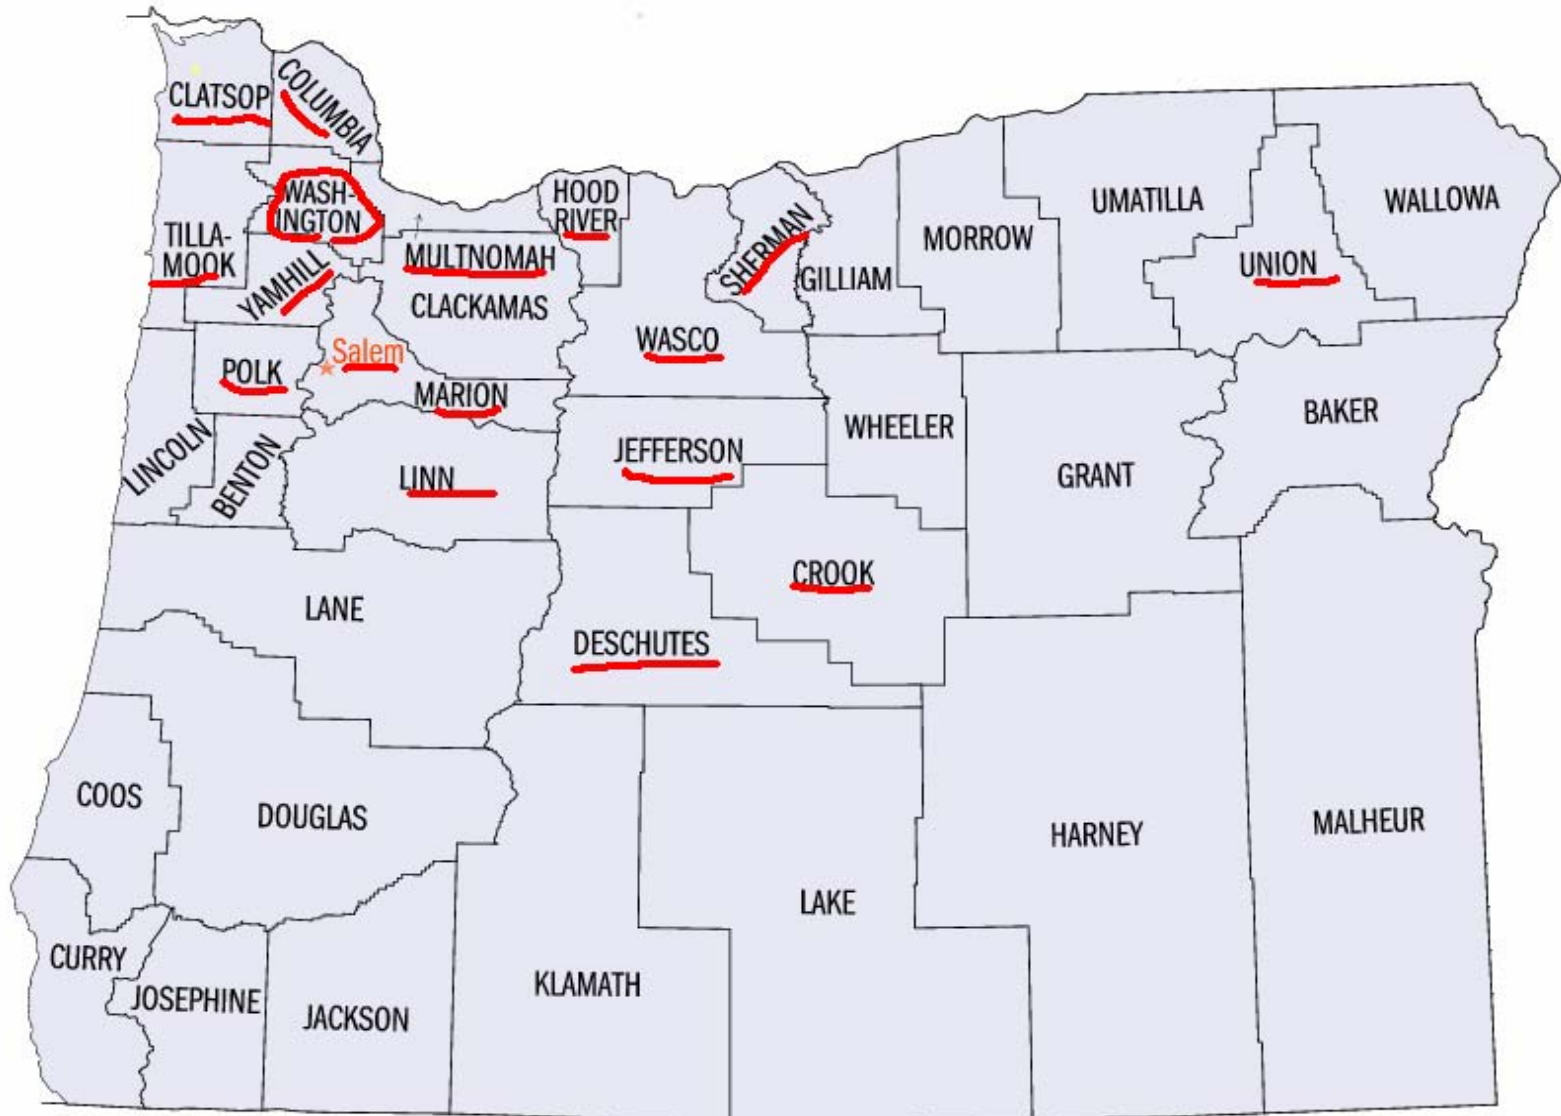 CLATSOP
COLUMBIA
WASH-
INGTON
HOOD
RIVER
TILLA-
MOOK
YAMHILL
MULTNOMAH
CLACKAMAS
SHERMAN
GILLIAM
MORROW
UMATILLA
UNION
WALLOWA
WASCO
Salem
POLK
MARION
LINCOLN
BENTON
LINN
JEFFERSON
WHEELER
GRANT
BAKER
LANE
CROOK
DESCHUTES
COOS
DOUGLAS
HARNEY
MALHEUR
LAKE
CURRY
JOSEPHINE
JACKSON
KLAMATH